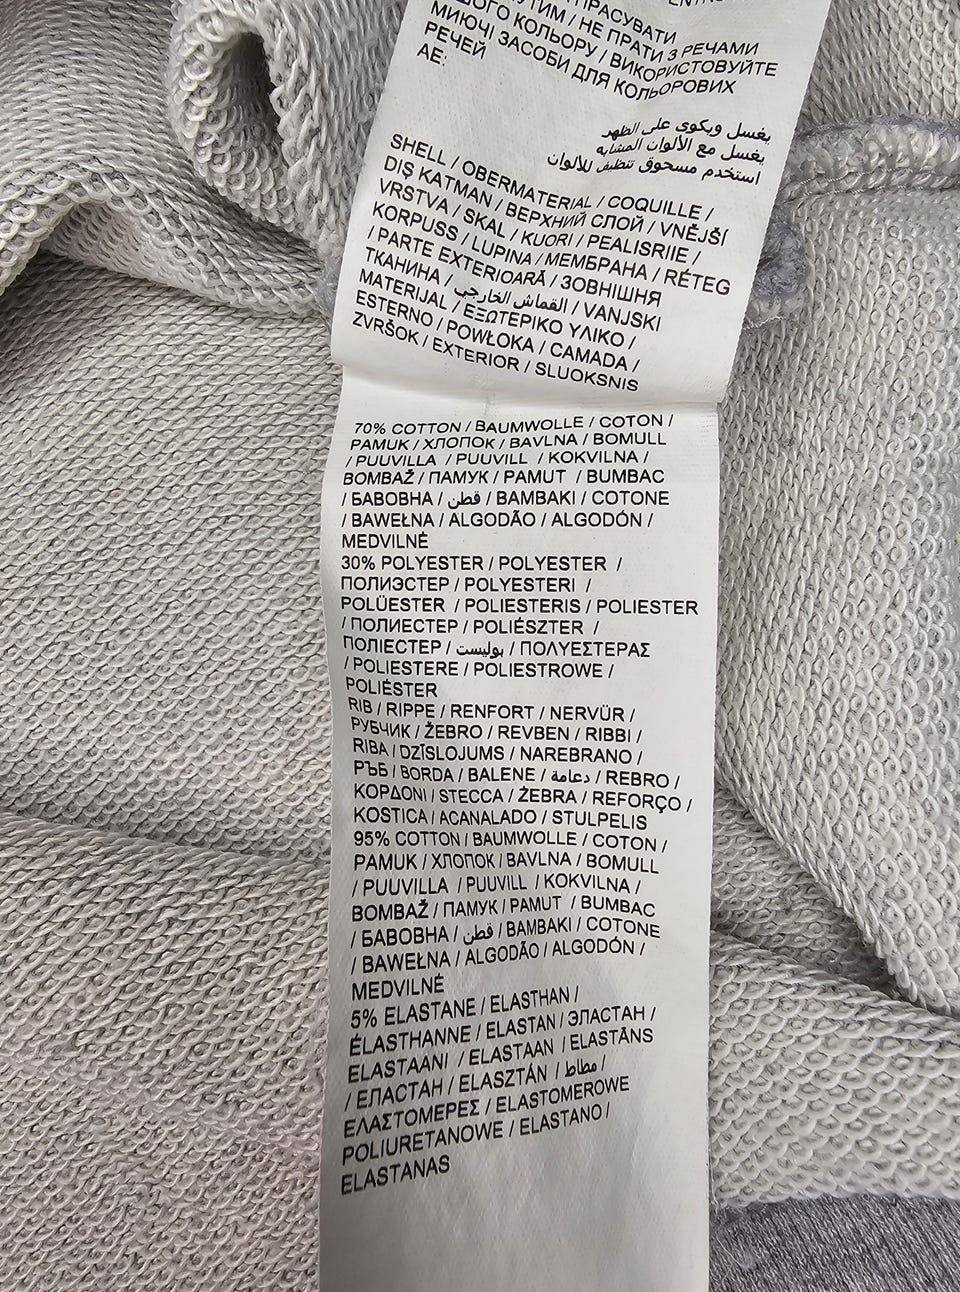 ПРАСУВАТИ
УТИМ / НЕ ПРАТИ З РЕЧАМИ
ШОГО КОЛЬОРУ / ВИКОРИСТОВУЙТЕ
МИЮЧІ ЗАСОБИ ДЛЯ КОЛЬОРОВИХ
РЕЧЕЙ
AE:
يغسل ويكوى على الظهر
يغسل مع الألوان المشابه
استخدم مسحوق تنظيف للألوان
SHELL / OBERMATERIAL / COQUILLE /
DIŞ KATMAN / ВЕРХНИЙ СЛОЙ / VNĚJŠÍ
VRSTVA / SKAL / KUORI / PEALISRIIE /
KORPUSS / LUPINA / МЕМБРАНА / RÉTEG
/ PARTE EXTERIOARĂ / ЗОВНІШНЯ
ТКАНИНА / القماش الخارجي / VANJSKI
MATERIJAL / ΕΞΩΤΕΡΙΚΟ ΥΛΙΚΟ /
ESTERNO / POWŁOKA / CAMADA /
ZVRŠOK / EXTERIOR / SLUOKSNIS
70% COTTON / BAUMWOLLE / COTON /
PAMUK / ХЛОПОК / BAVLNA / BOMULL
/ PUUVILLA / PUUVILL / KOKVILNA /
BOMBAŽ / ПАМУК / PAMUT / BUMBAC
/ БАВОВНА / قطن / BAMBAKI / COTONE
/ BAWEŁNA / ALGODÃO / ALGODÓN /
MEDVILNĖ
30% POLYESTER / POLYESTER /
ПОЛИЭСТЕР / POLYESTERI /
POLÜESTER / POLIESTERIS / POLIESTER
/ ПОЛИЕСТЕР / POLIÉSZTER /
ПОЛІЕСТЕР / بوليست / ΠΟΛΥΕΣΤΕΡΑΣ
/ POLIESTERE / POLIESTROWE /
POLIÉSTER
RIB / RIPPE / RENFORT / NERVÜR /
РУБЧИК / ŽEBRO / REVBEN / RIBBI /
RIBA / DZĪSLOJUMS / NAREBRANO /
РЪБ / BORDA / BALENE / دعامة / REBRO /
ΚΟΡΔΟΝΙ / STECCA / ŻEBRA / REFORÇO /
KOSTICA / ACANALADO / STULPELIS
95% COTTON / BAUMWOLLE / COTON /
PAMUK / ХЛОПОК / BAVLNA / BOMULL
/ PUUVILLA / PUUVILL / KOKVILNA /
BOMBAŽ / ПАМУК / PAMUT / BUMBAC
/ БАВОВНА / قطن / BAMBAKI / COTONE
/ BAWEŁNA / ALGODÃO / ALGODÓN /
MEDVILNĖ
5% ELASTANE / ELASTHAN /
ÉLASTHANNE / ELASTAN / ЭЛАСТАН /
ELASTAANI / ELASTAAN / ELASTĀNS
/ ЕЛАСТАН / ELASZTÁN / مطاط /
ΕΛΑΣΤΟΜΕΡΕΣ / ELASTOMEROWE
POLIURETANOWE / ELASTANO /
ELASTANAS